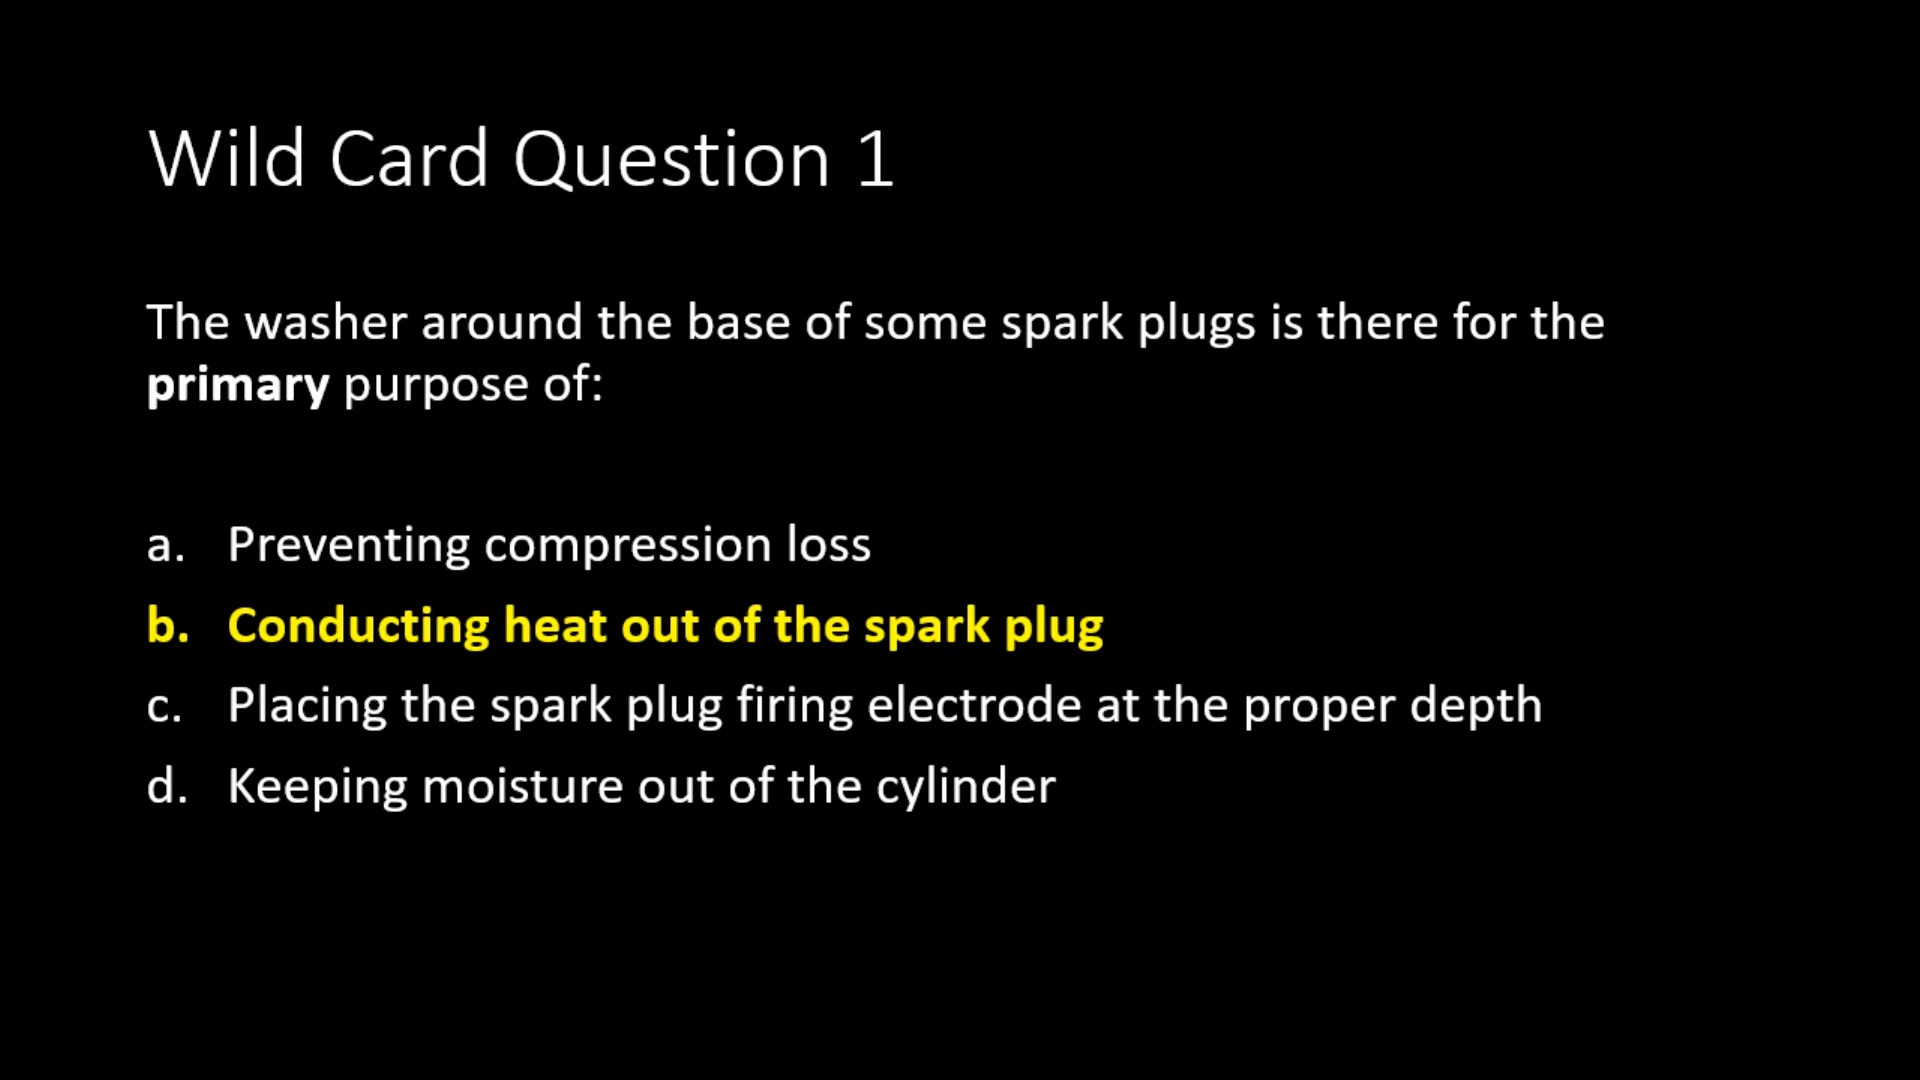 Wild Card Question 1
The washer around the base of some spark plugs is there for the
primary purpose of:
a. Preventing compression loss
b. Conducting heat out of the spark plug
c. Placing the spark plug firing electrode at the proper depth
d. Keeping moisture out of the cylinder